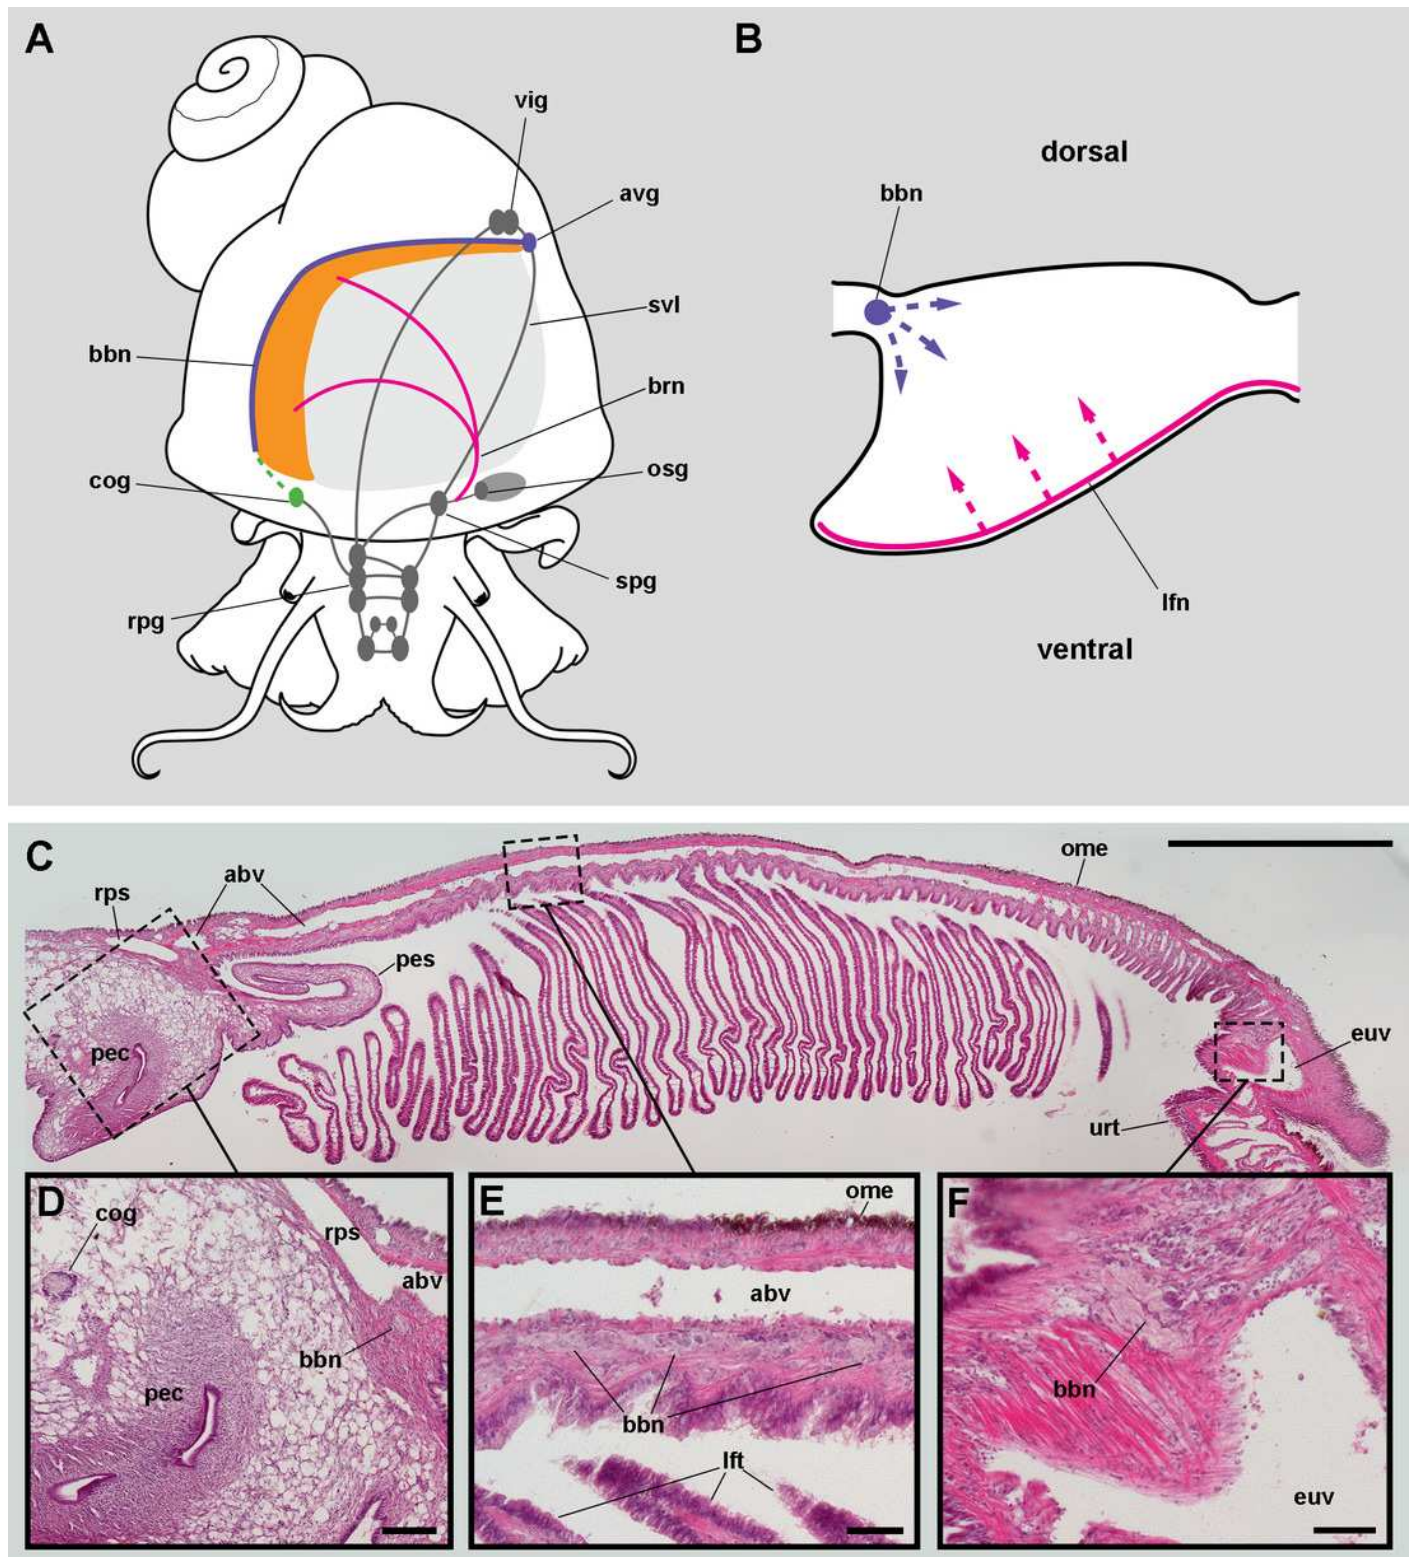 A
vig
avg
svl
bbn
brn
cog
osg
spg
rpg
B
dorsal
bbn
lfn
ventral
C
rps
abv
ome
pes
pec
euv
urt
D
cog
rps
abv
bbn
pec
E
ome
abv
bbn
lft
F
bbn
euv